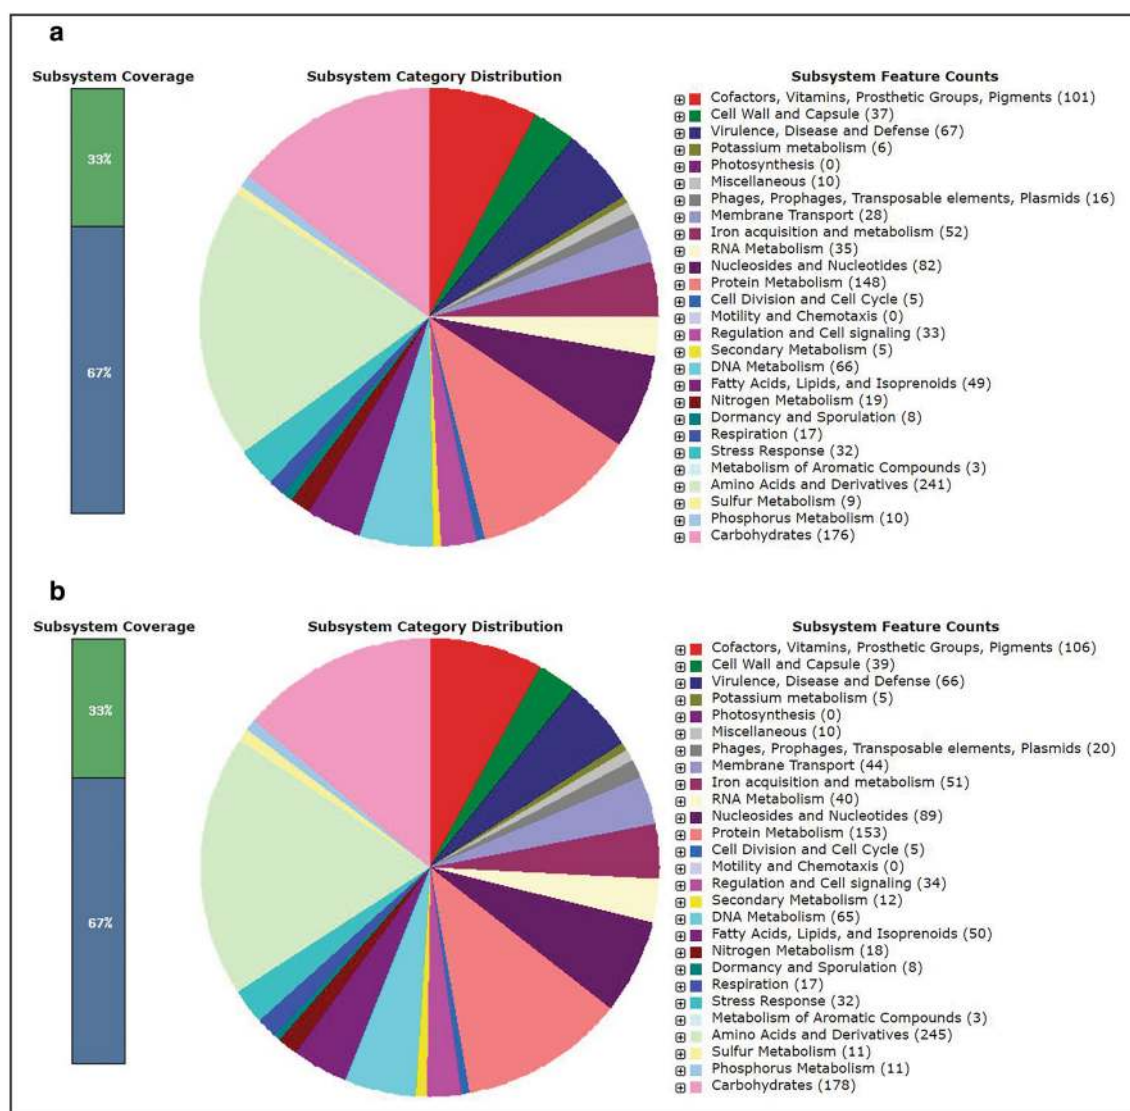 a
Subsystem Coverage
Subsystem Category Distribution
Subsystem Feature Counts
33%
67%
Cofactors, Vitamins, Prosthetic Groups, Pigments (101)
Cell Wall and Capsule (37)
Virulence, Disease and Defense (67)
Potassium metabolism (6)
Photosynthesis (0)
Miscellaneous (10)
Phages, Prophages, Transposable elements, Plasmids (16)
Membrane Transport (28)
Iron acquisition and metabolism (52)
RNA Metabolism (35)
Nucleosides and Nucleotides (82)
Protein Metabolism (148)
Cell Division and Cell Cycle (5)
Motility and Chemotaxis (0)
Regulation and Cell signaling (33)
Secondary Metabolism (5)
DNA Metabolism (66)
Fatty Acids, Lipids, and Isoprenoids (49)
Nitrogen Metabolism (19)
Dormancy and Sporulation (8)
Respiration (17)
Stress Response (32)
Metabolism of Aromatic Compounds (3)
Amino Acids and Derivatives (241)
Sulfur Metabolism (9)
Phosphorus Metabolism (10)
Carbohydrates (176)
b
Subsystem Coverage
Subsystem Category Distribution
Subsystem Feature Counts
33%
67%
Cofactors, Vitamins, Prosthetic Groups, Pigments (106)
Cell Wall and Capsule (39)
Virulence, Disease and Defense (66)
Potassium metabolism (5)
Photosynthesis (0)
Miscellaneous (10)
Phages, Prophages, Transposable elements, Plasmids (20)
Membrane Transport (44)
Iron acquisition and metabolism (51)
RNA Metabolism (40)
Nucleosides and Nucleotides (89)
Protein Metabolism (153)
Cell Division and Cell Cycle (5)
Motility and Chemotaxis (0)
Regulation and Cell signaling (34)
Secondary Metabolism (12)
DNA Metabolism (65)
Fatty Acids, Lipids, and Isoprenoids (50)
Nitrogen Metabolism (18)
Dormancy and Sporulation (8)
Respiration (17)
Stress Response (32)
Metabolism of Aromatic Compounds (3)
Amino Acids and Derivatives (245)
Sulfur Metabolism (11)
Phosphorus Metabolism (11)
Carbohydrates (178)